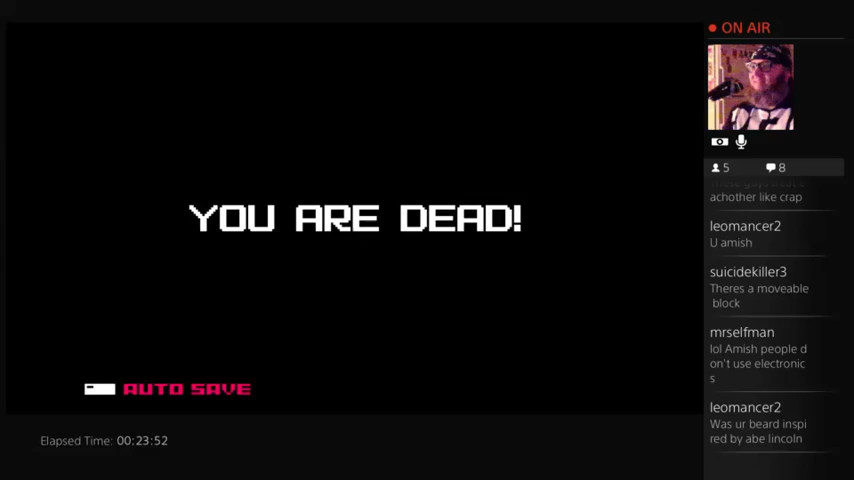 ON AIR
5 8
achother like crap
leomancer2
U amish
suicidekiller3
Theres a moveable
block
mrselfman
lol Amish people d
on't use electronic
s
leomancer2
Was ur beard inspi
red by abe lincoln
YOU ARE DEAD!
AUTO SAVE
Elapsed Time: 00:23:52